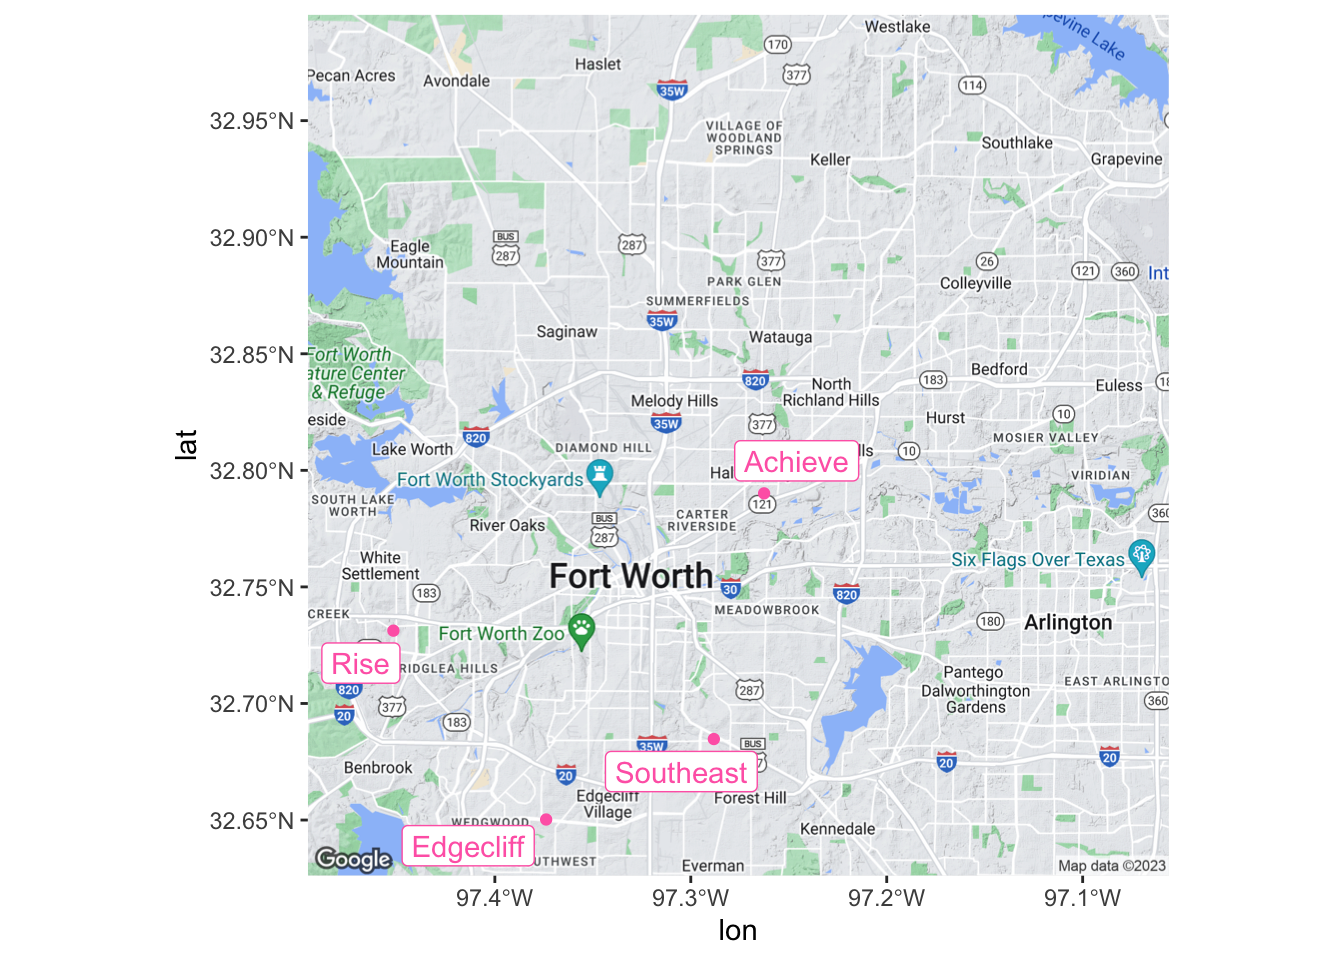 Westlake
Grapevine Lake
170
Haslet
377
Pecan Acres
Avondale
35W
114
32.95°N
VILLAGE OF
WOODLAND
SPRINGS
Southlake
Keller
Grapevine
32.90°N
BUS
287
287
Eagle
Mountain
377
26
121
360
Int
PARK GLEN
Colleyville
SUMMERFIELDS
35W
Saginaw
Watauga
32.85°N
Fort Worth
ature Center
& Refuge
820
183
Bedford
North
Richland Hills
Euless
18
Melody Hills
377
35W
Hurst
10
eside
lat
820
DIAMOND HILL
MOSIER VALLEY
Lake Worth
10
lls
Achieve
32.80°N
Hal
Fort Worth Stockyards
VIRIDIAN
SOUTH LAKE
WORTH
121
360
River Oaks
BUS
287
CARTER
RIVERSIDE
White
Settlement
Six Flags Over Texas
Fort Worth
32.75°N
183
30
820
CREEK
MEADOWBROOK
180
Arlington
Fort Worth Zoo
Rise
RIDGLEA HILLS
820
Pantego
Dalworthington
Gardens
EAST ARLINGTO
287
360
32.70°N
20
377
183
35W
BUS
20
20
Benbrook
20
Southeast
Edgecliff
Village
Forest Hill
32.65°N
WEDGWOOD
Kennedale
Edgecliff
UTHWEST
Everman
Google
Map data ©2023
97.4°W
97.3°W
97.2°W
97.1°W
lon